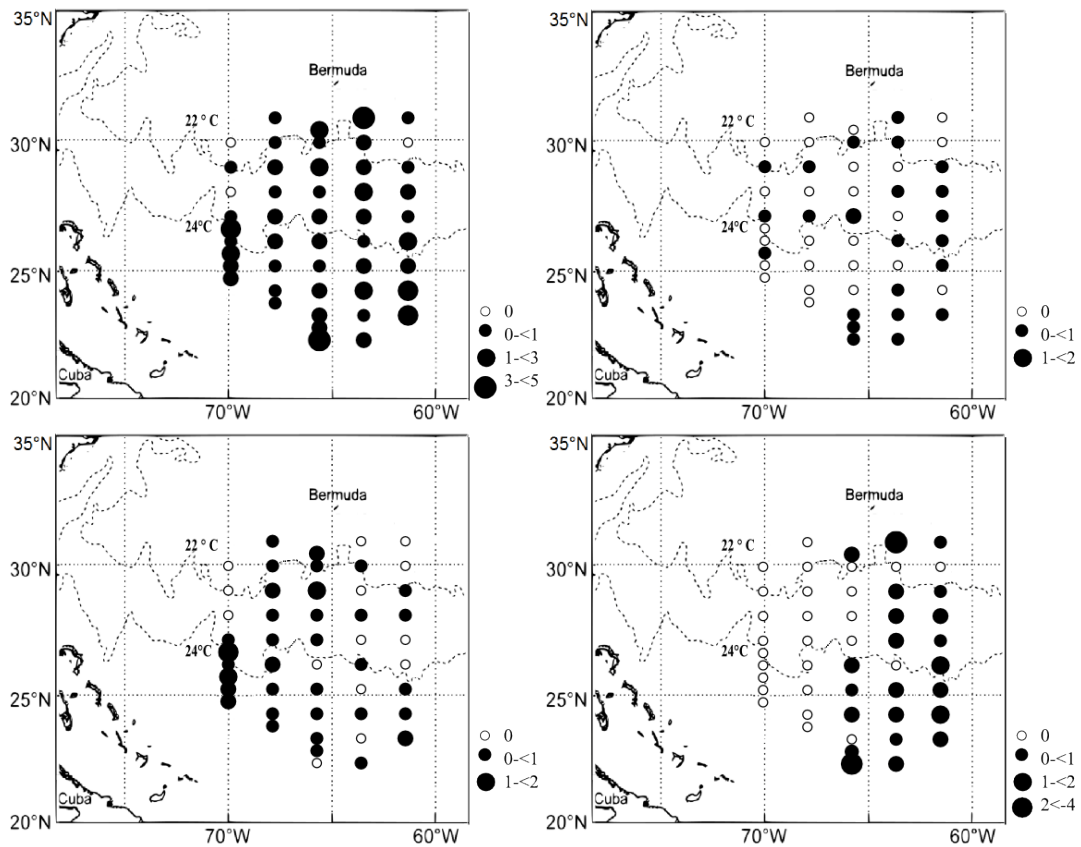 35°N
Bermuda
22 ° C
30°N
24°C
25°N
Cuba
20°N
70°W
60°W
0
0-<1
1-<3
3-<5
Bermuda
22 ° C
24°C
Cuba
70°W
60°W
0
0-<1
1-<2
35°N
Bermuda
22 ° C
30°N
24°C
25°N
Cuba
20°N
70°W
60°W
0
0-<1
1-<2
Bermuda
22 ° C
24°C
Cuba
70°W
60°W
0
0-<1
1-<2
2<-4
35°N
30°N
25°N
20°N
35°N
30°N
25°N
20°N